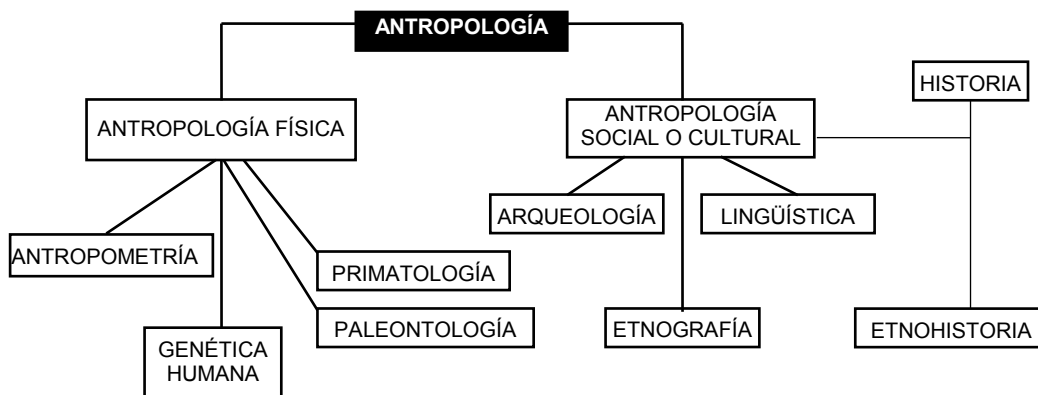 ANTROPOLOGÍA
HISTORIA
ANTROPOLOGÍA FÍSICA
ANTROPOLOGÍA
SOCIAL O CULTURAL
ARQUEOLOGÍA
LINGÜÍSTICA
ANTROPOMETRÍA
PRIMATOLOGÍA
PALEONTOLOGÍA
ETNOGRAFÍA
ETNOHISTORIA
GENÉTICA
HUMANA